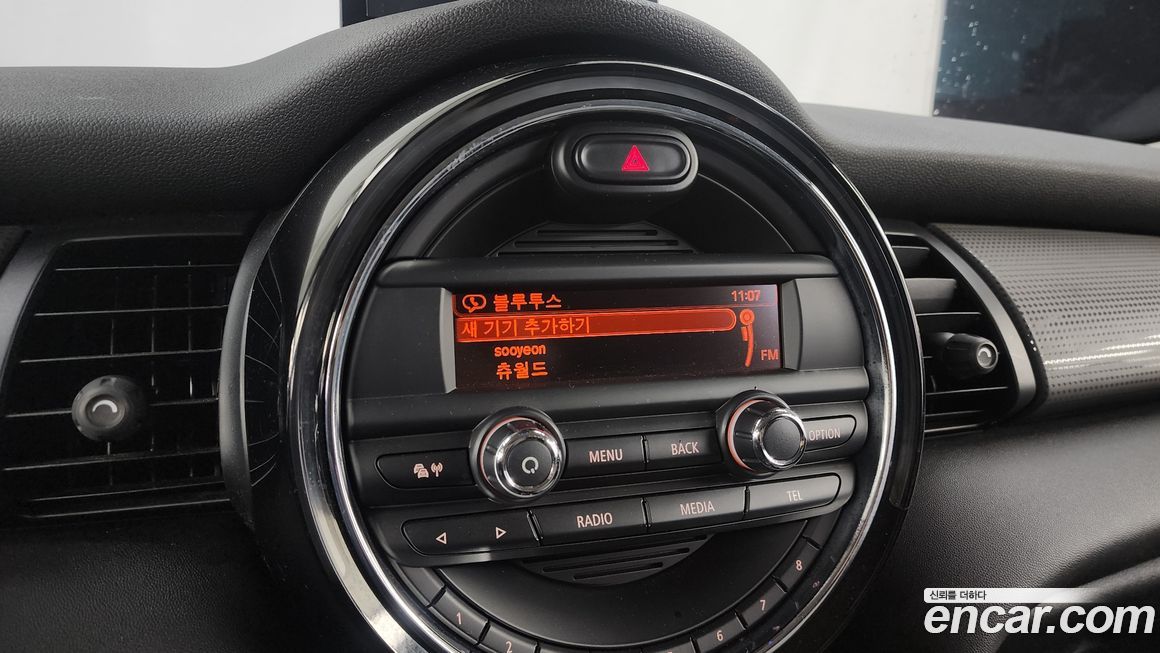 블루투스 11:07
새 기기 추가하기
sooyeon
츄월드
FM
MENU BACK OPTION
RADIO MEDIA TEL
1 2 6 7 8
신뢰를 더하다
encar.com